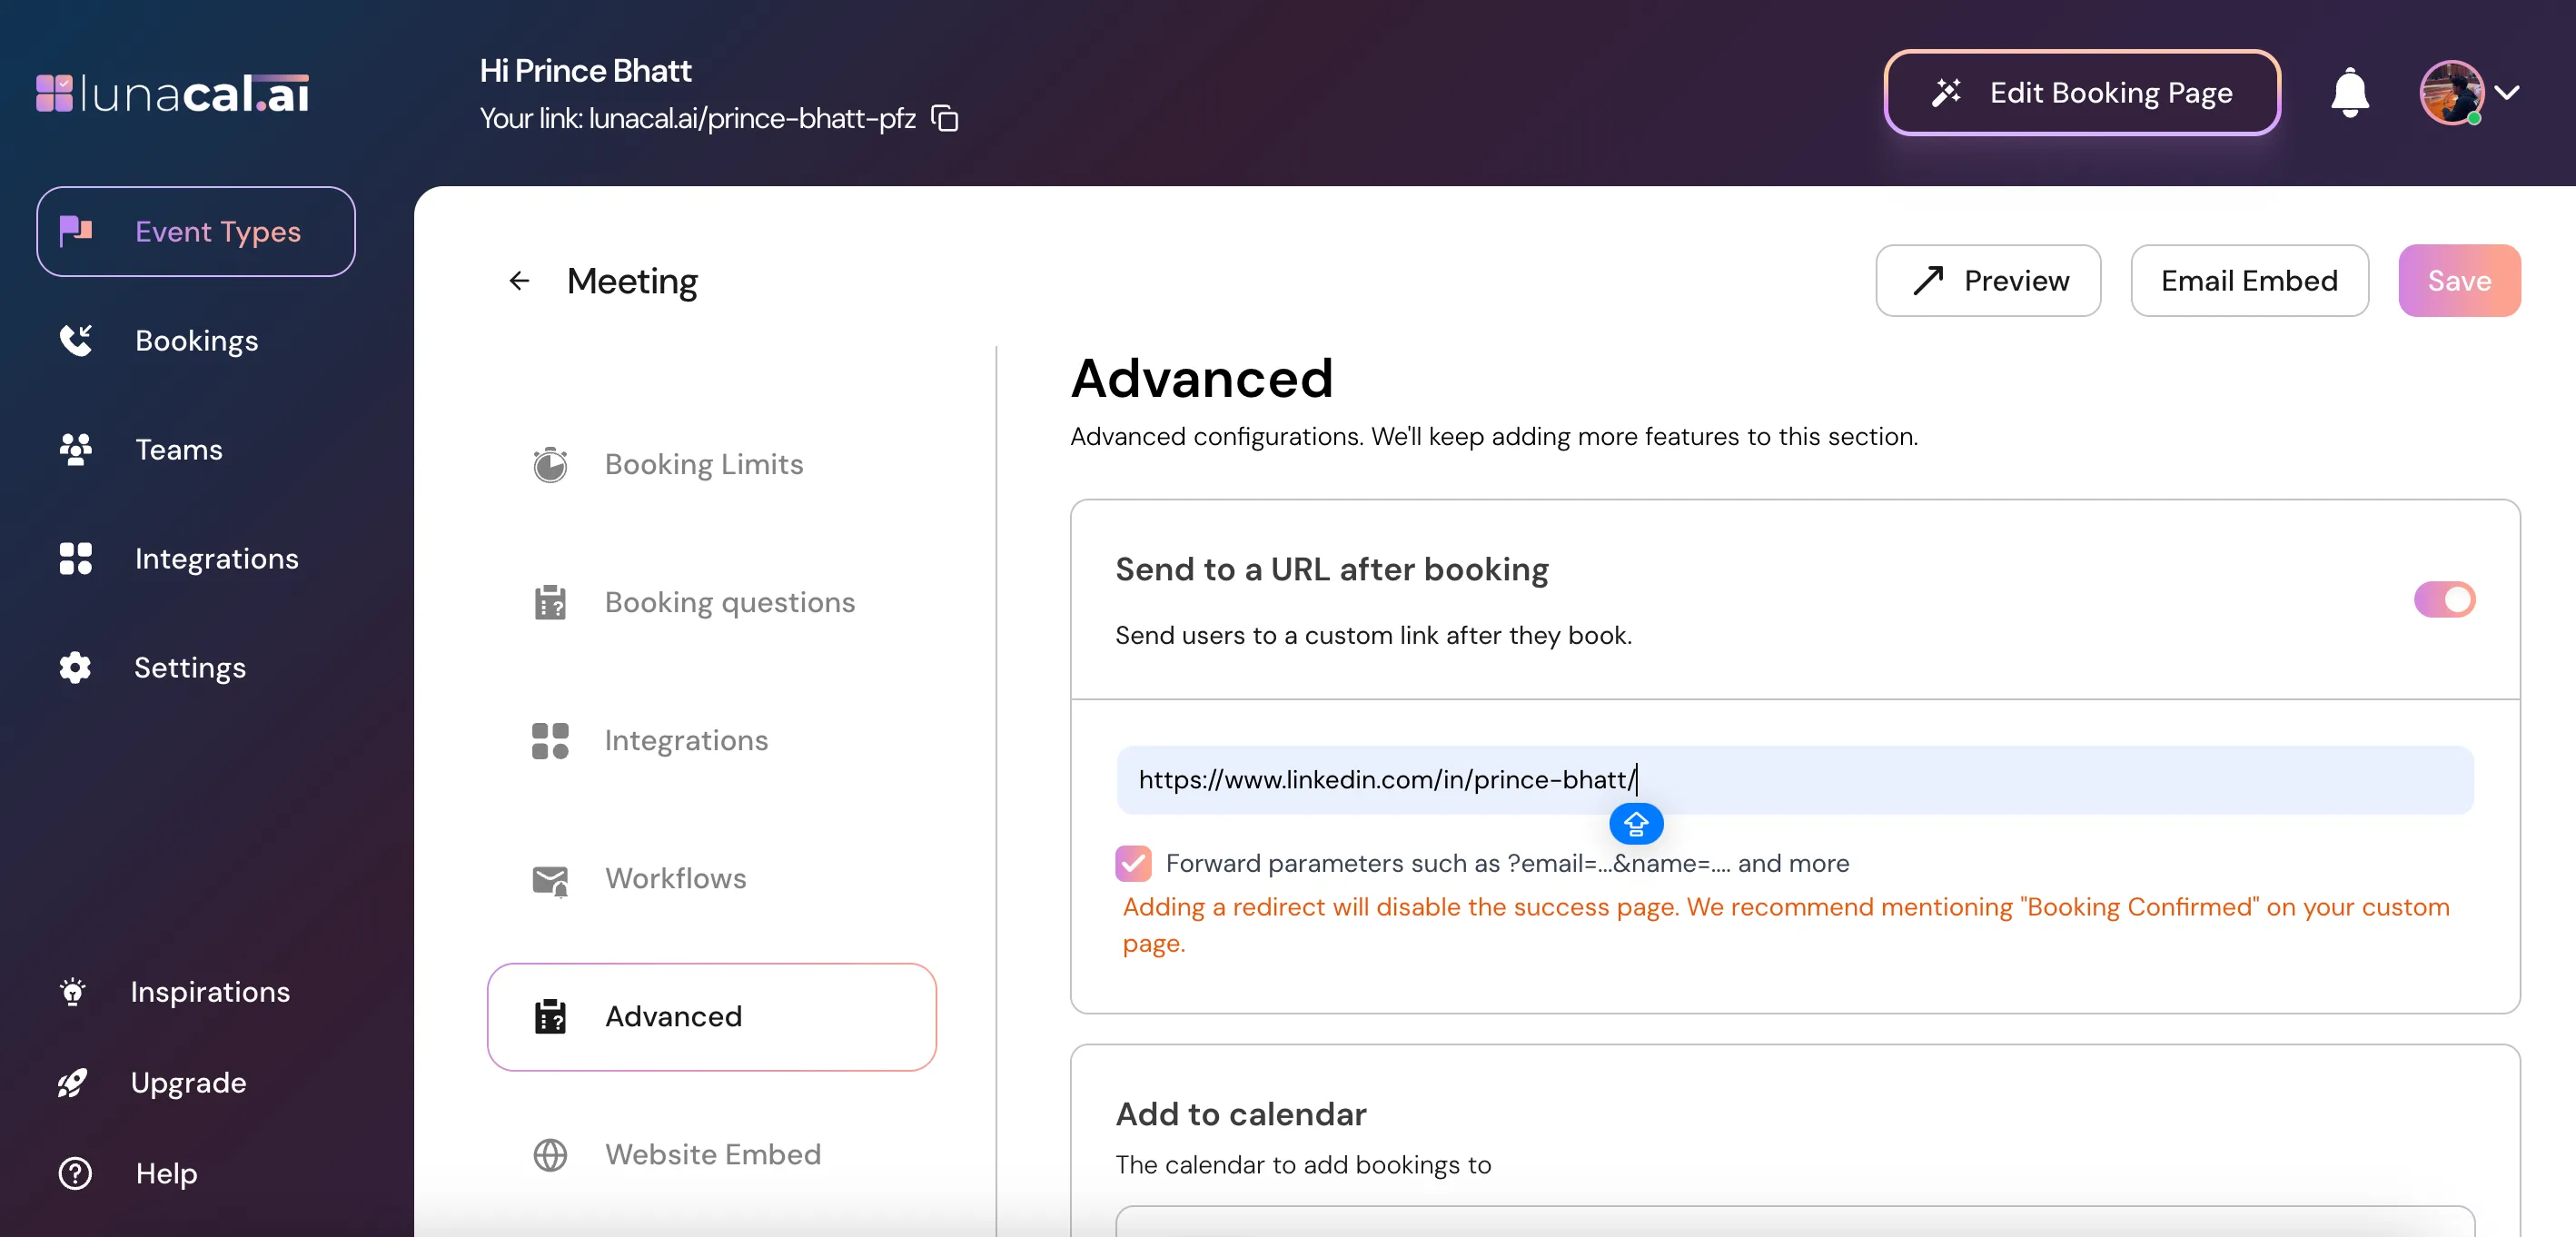 lunacal.ai
Hi Prince Bhatt
Your link: lunacal.ai/prince-bhatt-pfz
Edit Booking Page
Event Types
Bookings
Teams
Integrations
Settings
Inspirations
Upgrade
Help
Meeting
Preview
Email Embed
Save
Booking Limits
Booking questions
Integrations
Workflows
Advanced
Website Embed
Advanced
Advanced configurations. We'll keep adding more features to this section.
Send to a URL after booking
Send users to a custom link after they book.
https://www.linkedin.com/in/prince-bhatt/
Forward parameters such as ?email=...&name=.... and more
Adding a redirect will disable the success page. We recommend mentioning "Booking Confirmed" on your custom
page.
Add to calendar
The calendar to add bookings to